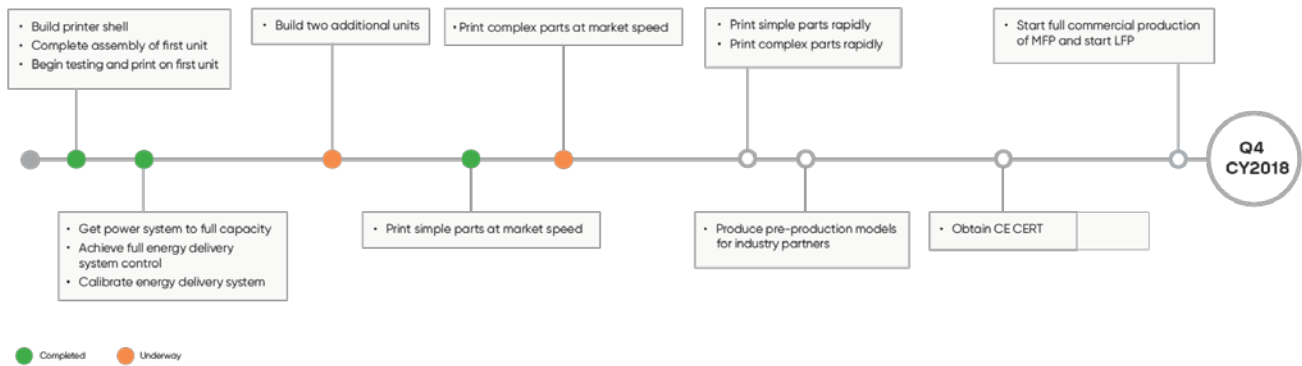 • Build printer shell
• Complete assembly of first unit
• Begin testing and print on first unit
• Build two additional units
• Print complex parts at market speed
• Print simple parts rapidly
• Print complex parts rapidly
• Start full commercial production
of MFP and start LFP
Q4
CY2018
• Get power system to full capacity
• Achieve full energy delivery
system control
• Calibrate energy delivery system
• Print simple parts at market speed
• Produce pre-production models
for industry partners
• Obtain CE CERT
Completed
Underway